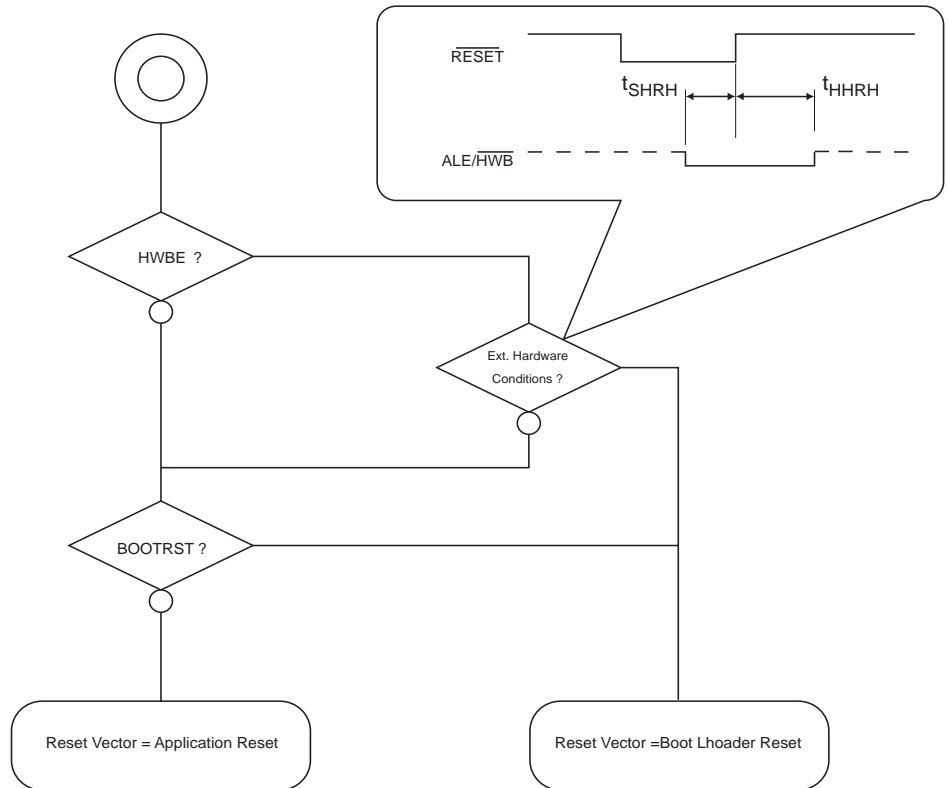 RESET
tSHRH
tHHRH
ALE/HWB
HWBE ?
Ext. Hardware
Conditions ?
BOOTRST ?
Reset Vector = Application Reset
Reset Vector =Boot Lhoader Reset